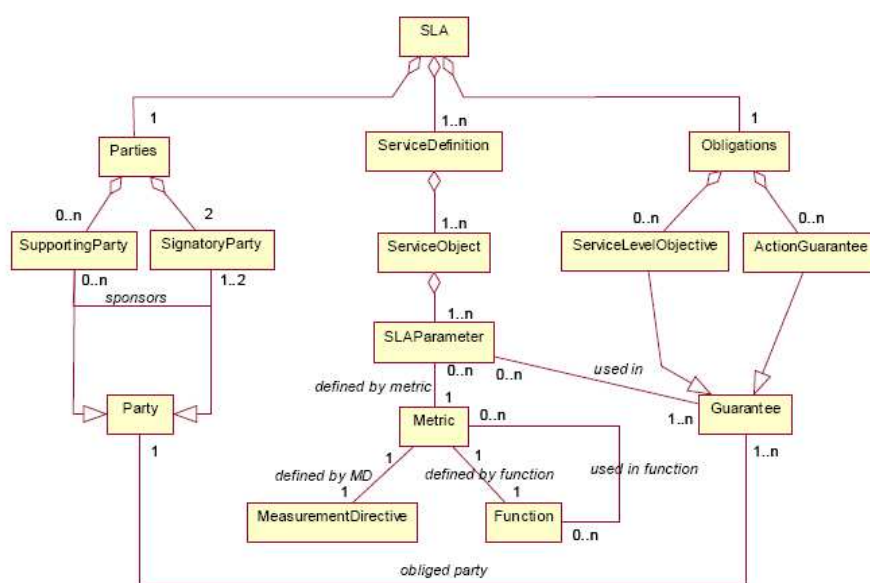 SLA
1
1..n
1
Parties
ServiceDefinition
Obligations
0..n
2
1..n
0..n
0..n
SupportingParty
SignatoryParty
ServiceObject
ServiceLevelObjective
ActionGuarantee
0..n
1..2
sponsors
1..n
SLAParameter
0..n
0..n
used in
defined by metric
1
Party
Metric
0..n
Guarantee
1
1..n
1..n
1
1
used in function
defined by MD
defined by function
1
1
MeasurementDirective
Function
0..n
obliged party